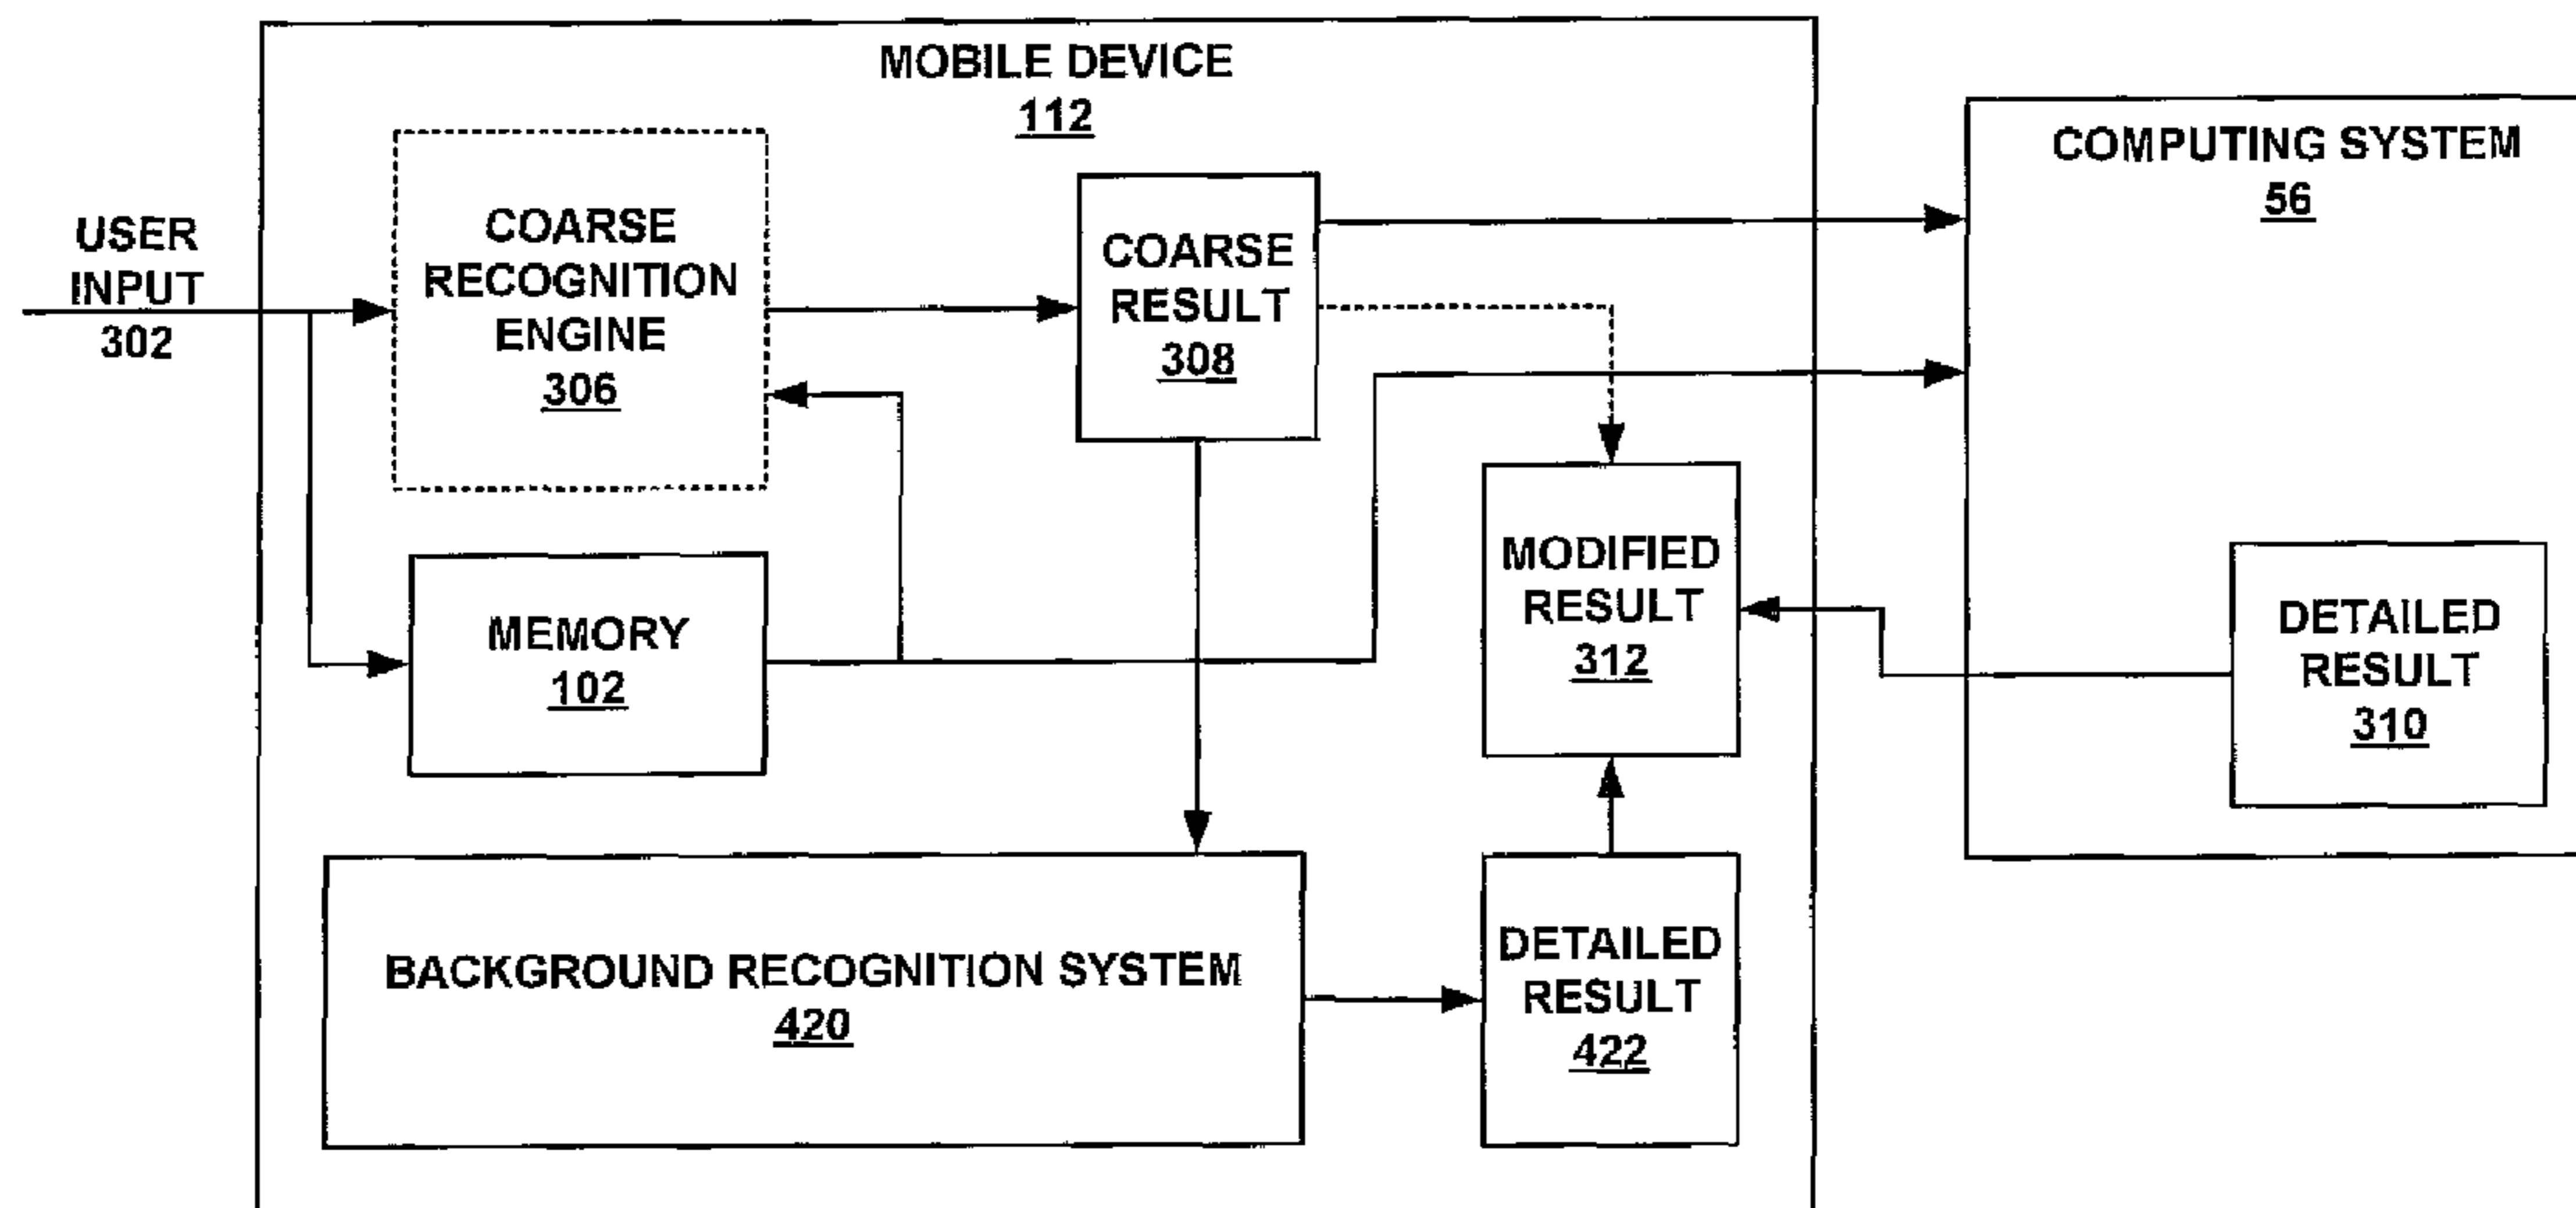 MOBILE DEVICE
112
COMPUTING SYSTEM
56
USER
INPUT
302
COARSE
RECOGNITION
ENGINE
306
COARSE
RESULT
308
MEMORY
102
MODIFIED
RESULT
312
DETAILED
RESULT
310
BACKGROUND RECOGNITION SYSTEM
420
DETAILED
RESULT
422